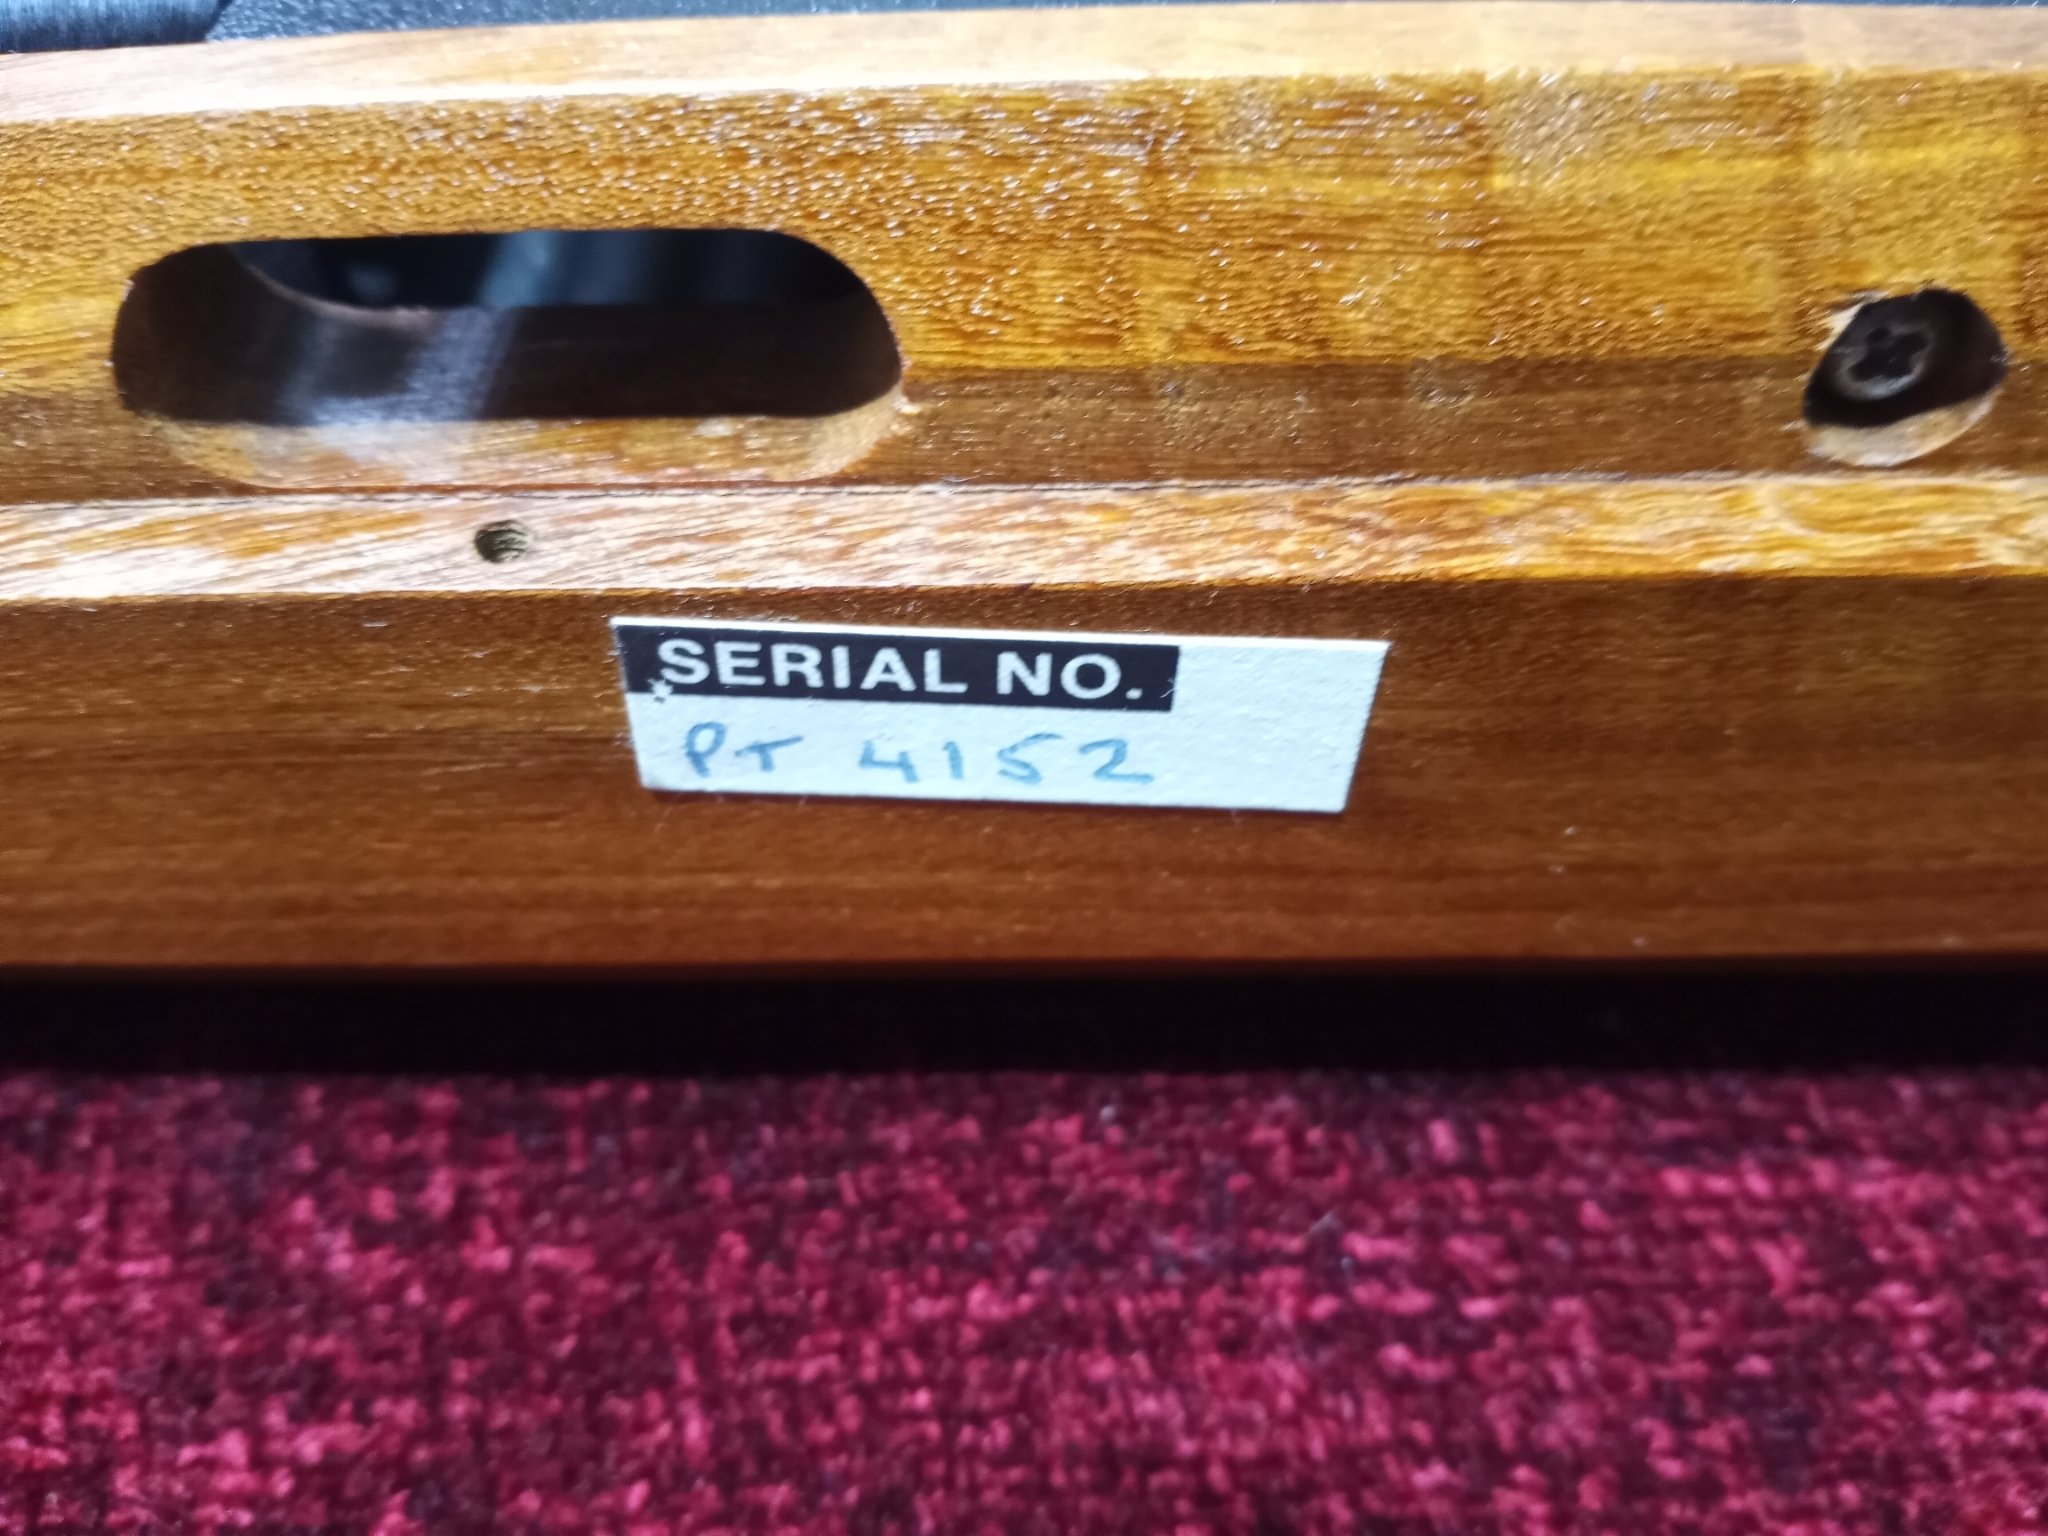 SERIAL NO.
PT 4152